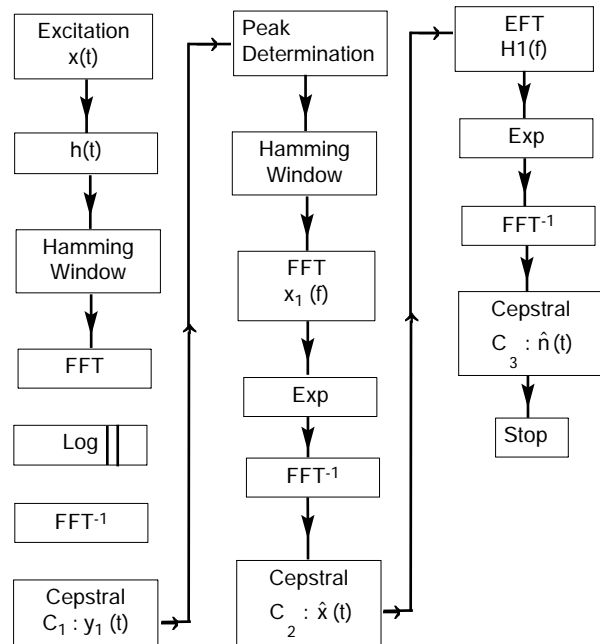 Excitation
x(t)
h(t)
Hamming
Window
FFT
Log ||
FFT⁻¹
Cepstral
C₁ : y₁ (t)
Peak
Determination
Hamming
Window
FFT
x₁ (f)
Exp
FFT⁻¹
Cepstral
C₂ : x̂ (t)
EFT
H1(f)
Exp
FFT⁻¹
Cepstral
C₃ : n̂ (t)
Stop